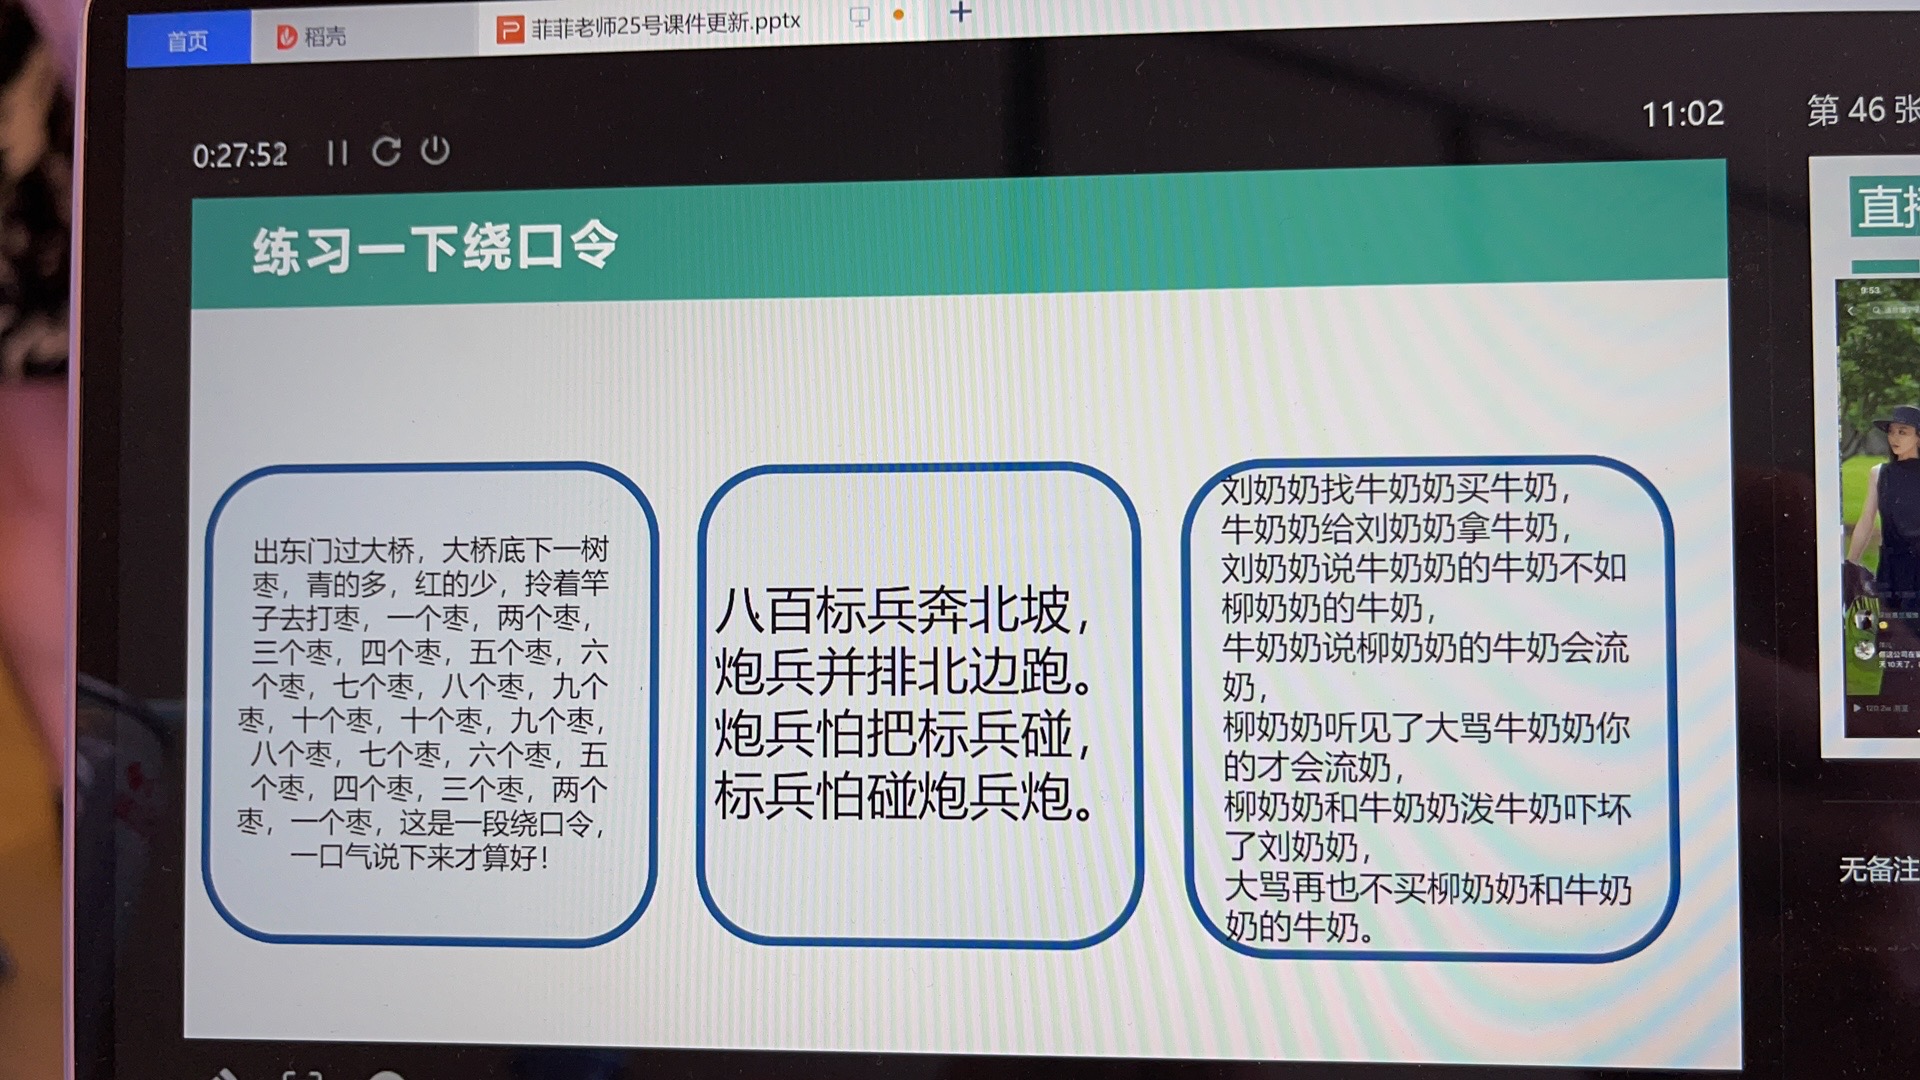 首页
稻壳
菲菲老师25号课件更新.pptx
0:27:52
11:02
第 46 张
练习一下绕口令
出东门过大桥，大桥底下一树
枣，青的多，红的少，拎着竿
子去打枣，一个枣，两个枣，
三个枣，四个枣，五个枣，六
个枣，七个枣，八个枣，九个
枣，十个枣，十个枣，九个枣，
八个枣，七个枣，六个枣，五
个枣，四个枣，三个枣，两个
枣，一个枣，这是一段绕口令，
一口气说下来才算好！
八百标兵奔北坡，
炮兵并排北边跑。
炮兵怕把标兵碰，
标兵怕碰炮兵炮。
刘奶奶找牛奶奶买牛奶，
牛奶奶给刘奶奶拿牛奶，
刘奶奶说牛奶奶的牛奶不如
柳奶奶的牛奶，
牛奶奶说柳奶奶的牛奶会流
奶，
柳奶奶听见了大骂牛奶奶你
的才会流奶，
柳奶奶和牛奶奶泼牛奶吓坏
了刘奶奶，
大骂再也不买柳奶奶和牛奶
奶的牛奶。
直播
9:53
无备注